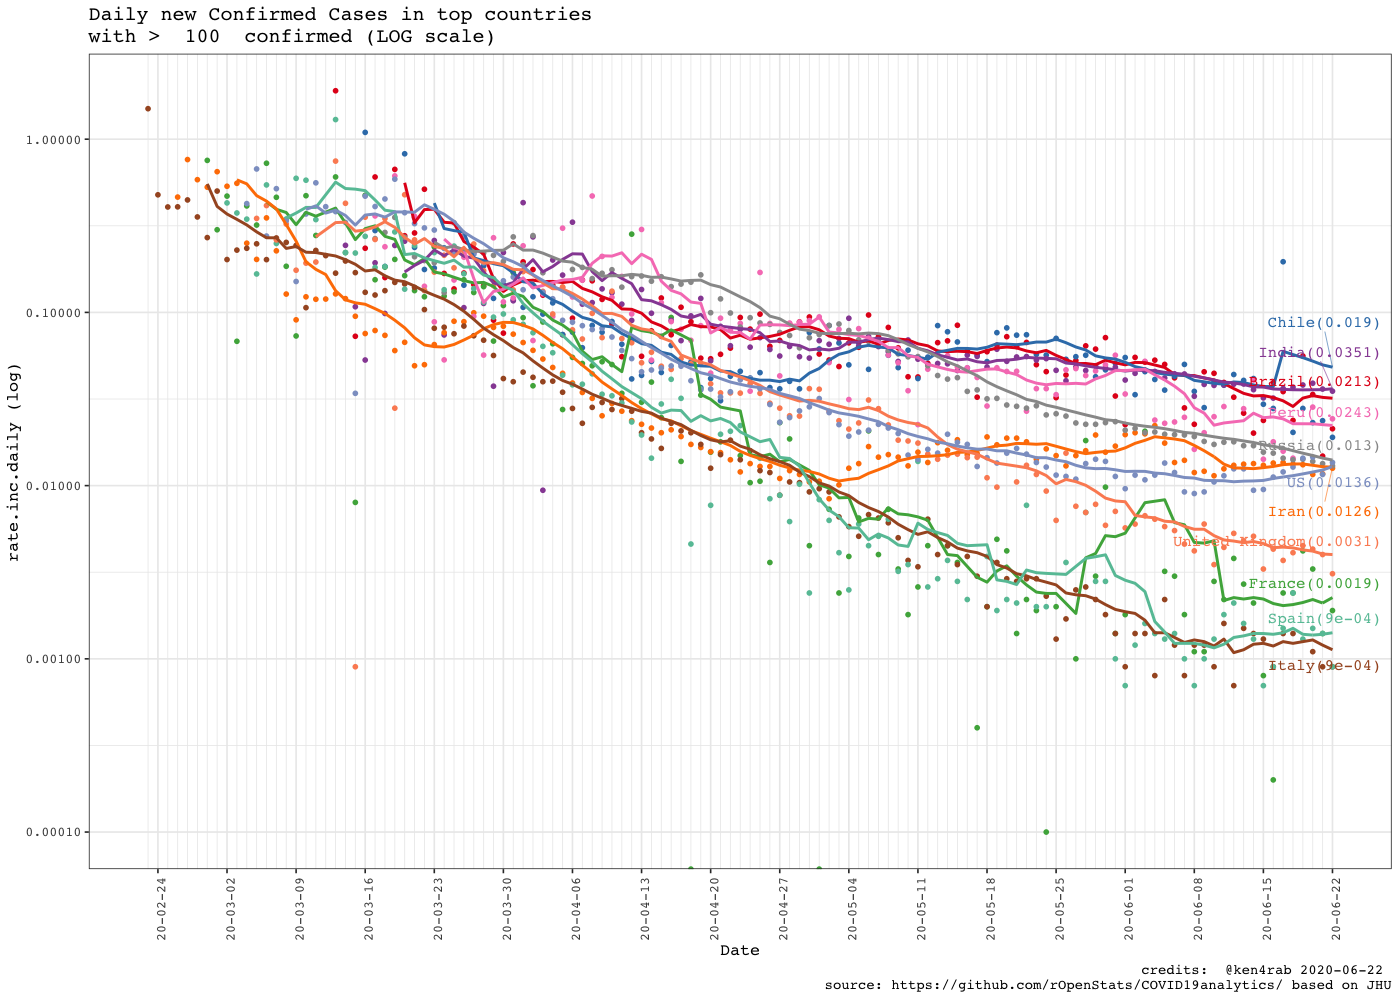 Daily new Confirmed Cases in top countries
with >  100  confirmed (LOG scale)
rate.inc.daily (log)
1.00000
0.10000
0.01000
0.00100
0.00010
Chile(0.019)
India(0.0351)
Brazil(0.0213)
Peru(0.0243)
Russia(0.013)
US(0.0136)
Iran(0.0126)
United Kingdom(0.0031)
France(0.0019)
Spain(9e-04)
Italy(9e-04)
20-02-24
20-03-02
20-03-09
20-03-16
20-03-23
20-03-30
20-04-06
20-04-13
20-04-20
20-04-27
20-05-04
20-05-11
20-05-18
20-05-25
20-06-01
20-06-08
20-06-15
20-06-22
Date
credits:  @ken4rab 2020-06-22
source: https://github.com/rOpenStats/COVID19analytics/ based on JHU